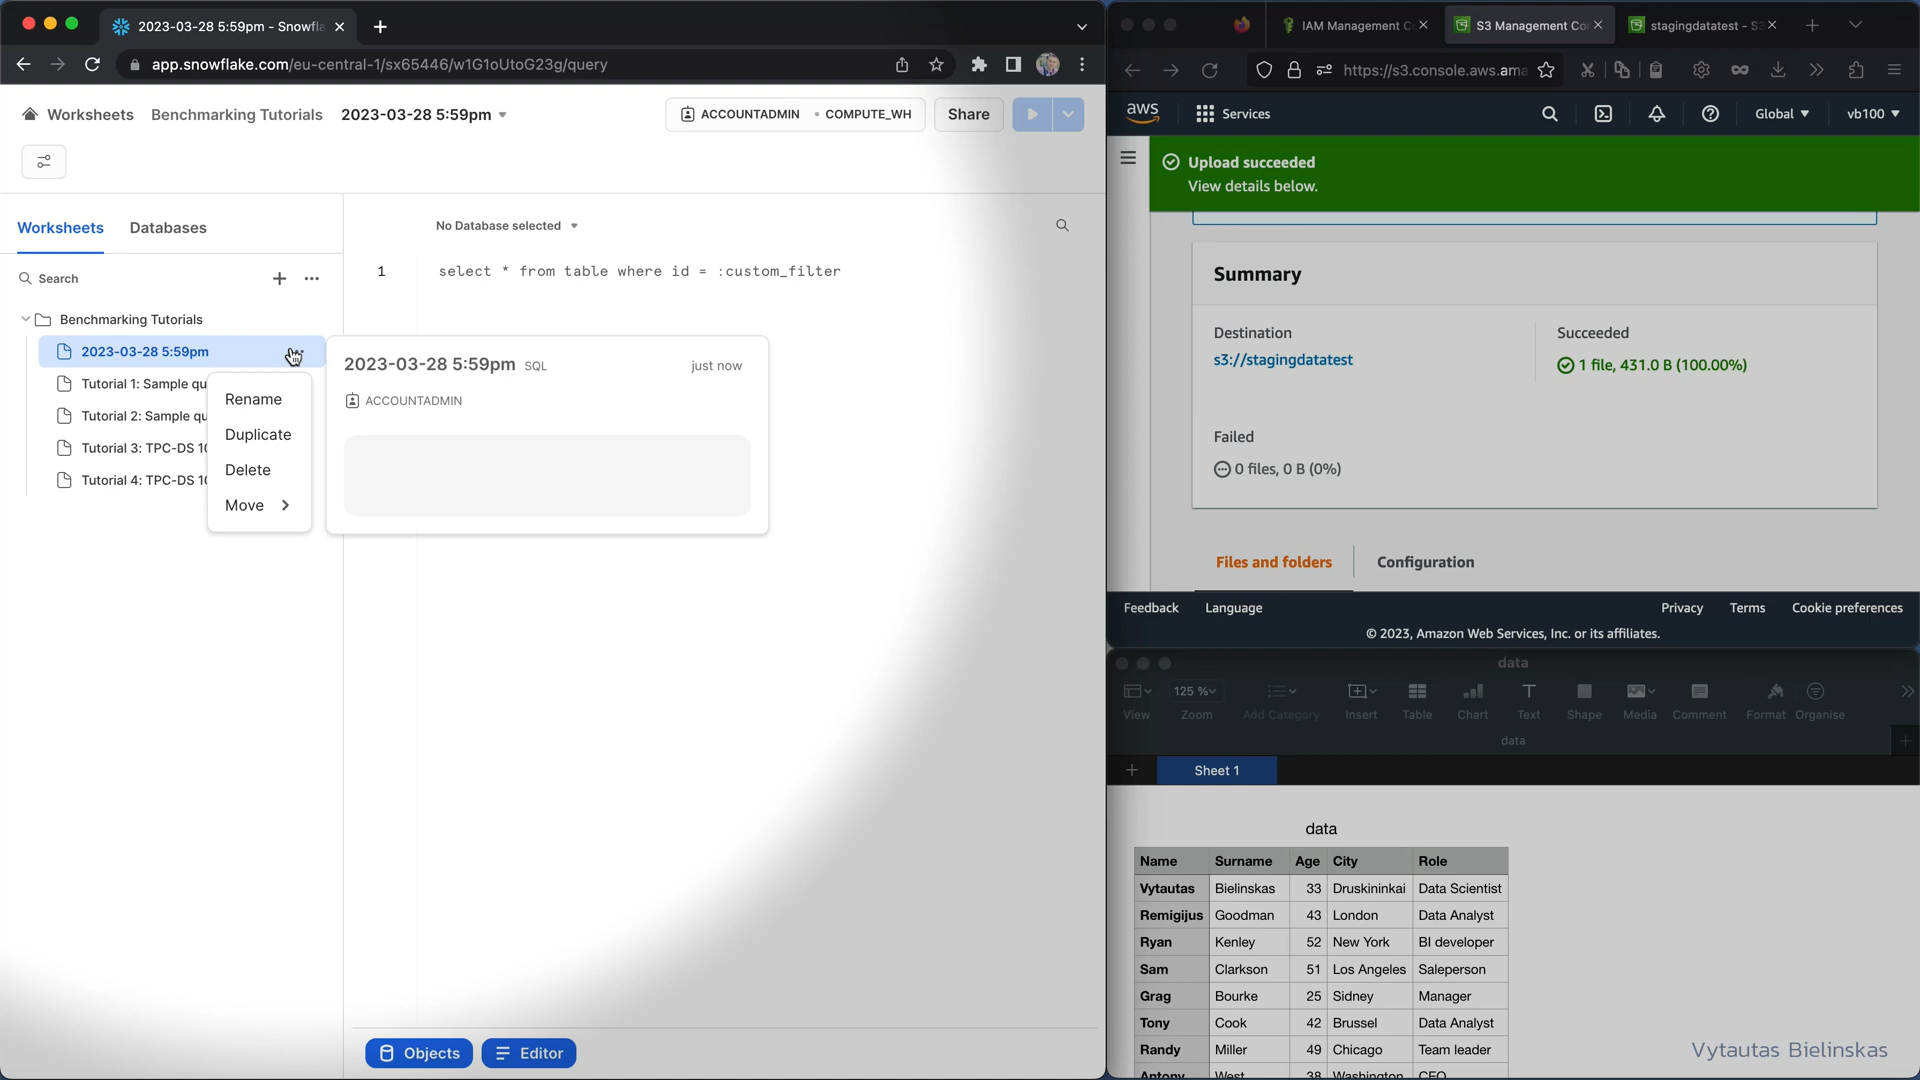 2023-03-28 5:59pm - Snowfla
app.snowflake.com/eu-central-1/sx65446/w1G1oUtoG23g/query
Worksheets
Benchmarking Tutorials
2023-03-28 5:59pm
ACCOUNTADMIN
COMPUTE_WH
Share
Worksheets
Databases
No Database selected
Search
1
select * from table where id = :custom_filter
Benchmarking Tutorials
2023-03-28 5:59pm
Tutorial 1: Sample qu
Tutorial 2: Sample qu
Tutorial 3: TPC-DS 10
Tutorial 4: TPC-DS 10
Rename
Duplicate
Delete
Move
2023-03-28 5:59pm SQL
just now
ACCOUNTADMIN
Objects
Editor
IAM Management C
S3 Management Co
stagingdatatest - S3
https://s3.console.aws.ama
aws
Services
Global
vb100
Upload succeeded
View details below.
Summary
Destination
s3://stagingdatatest
Succeeded
1 file, 431.0 B (100.00%)
Failed
0 files, 0 B (0%)
Files and folders
Configuration
Feedback
Language
Privacy
Terms
Cookie preferences
© 2023, Amazon Web Services, Inc. or its affiliates.
data
125 %
View
Zoom
Add Category
Insert
Table
Chart
Text
Shape
Media
Comment
Format
Organise
data
Sheet 1
data
Name Surname Age City Role
Vytautas Bielinskas 33 Druskininkai Data Scientist
Remigijus Goodman 43 London Data Analyst
Ryan Kenley 52 New York BI developer
Sam Clarkson 51 Los Angeles Saleperson
Grag Bourke 25 Sidney Manager
Tony Cook 42 Brussel Data Analyst
Randy Miller 49 Chicago Team leader
Antony West 38 Washington CEO
Vytautas Bielinskas